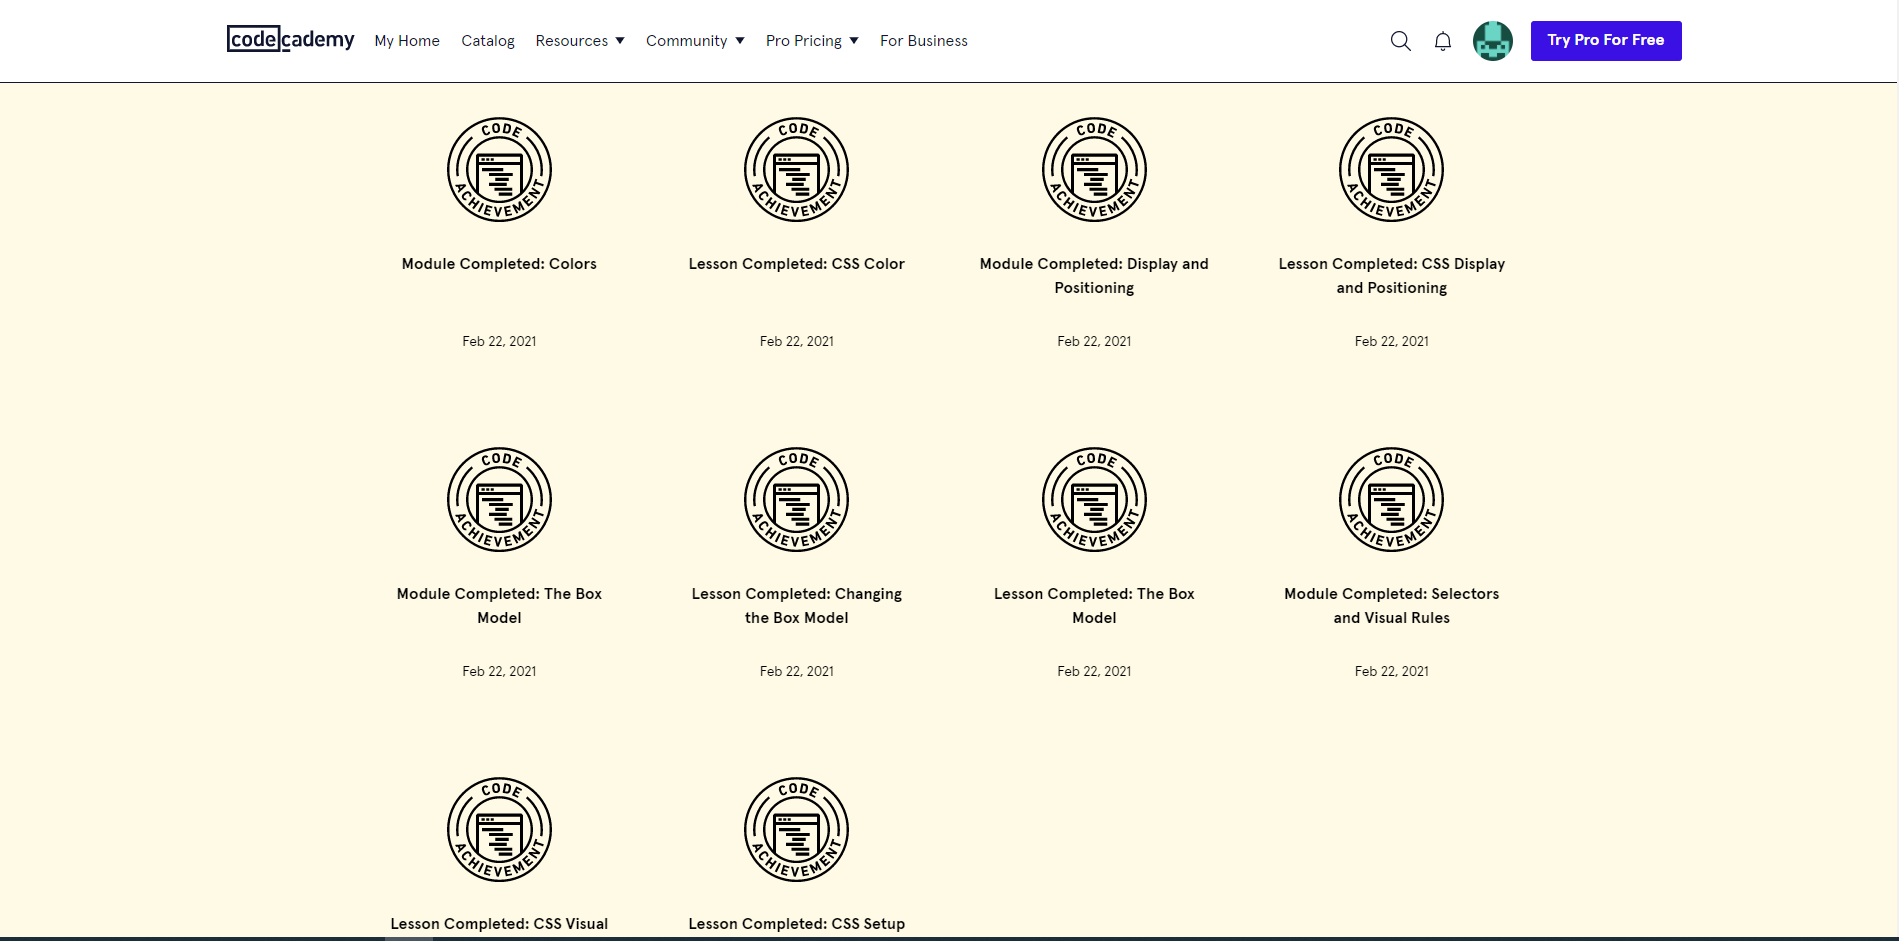 codecademy My Home Catalog Resources Community Pro Pricing For Business Try Pro For Free
CODE ACHIEVEMENT CODE ACHIEVEMENT CODE ACHIEVEMENT CODE ACHIEVEMENT
Module Completed: Colors
Lesson Completed: CSS Color
Module Completed: Display and
Positioning
Lesson Completed: CSS Display
and Positioning
Feb 22, 2021 Feb 22, 2021 Feb 22, 2021 Feb 22, 2021
CODE ACHIEVEMENT CODE ACHIEVEMENT CODE ACHIEVEMENT CODE ACHIEVEMENT
Module Completed: The Box
Model
Lesson Completed: Changing
the Box Model
Lesson Completed: The Box
Model
Module Completed: Selectors
and Visual Rules
Feb 22, 2021 Feb 22, 2021 Feb 22, 2021 Feb 22, 2021
CODE ACHIEVEMENT CODE ACHIEVEMENT
Lesson Completed: CSS Visual
Lesson Completed: CSS Setup